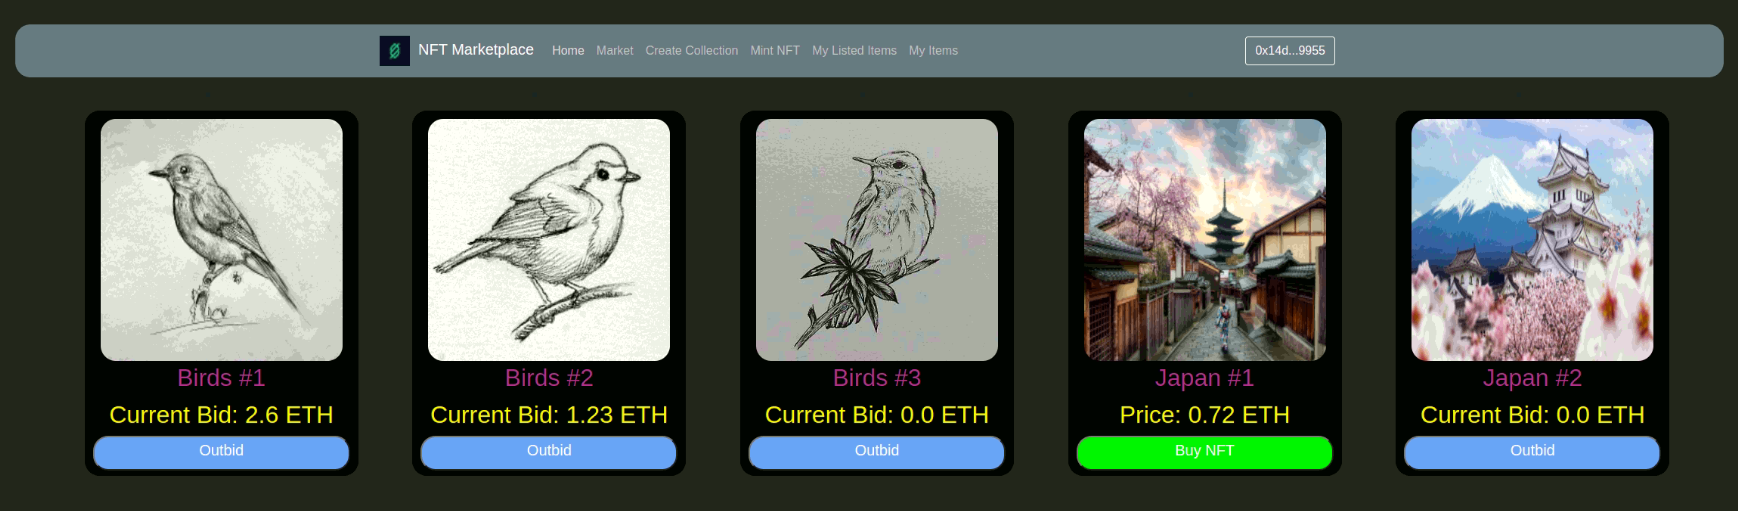 NFT Marketplace Home Market Create Collection Mint NFT My Listed Items My Items 0x14d...9955
Birds #1
Current Bid: 2.6 ETH
Outbid
Birds #2
Current Bid: 1.23 ETH
Outbid
Birds #3
Current Bid: 0.0 ETH
Outbid
Japan #1
Price: 0.72 ETH
Buy NFT
Japan #2
Current Bid: 0.0 ETH
Outbid